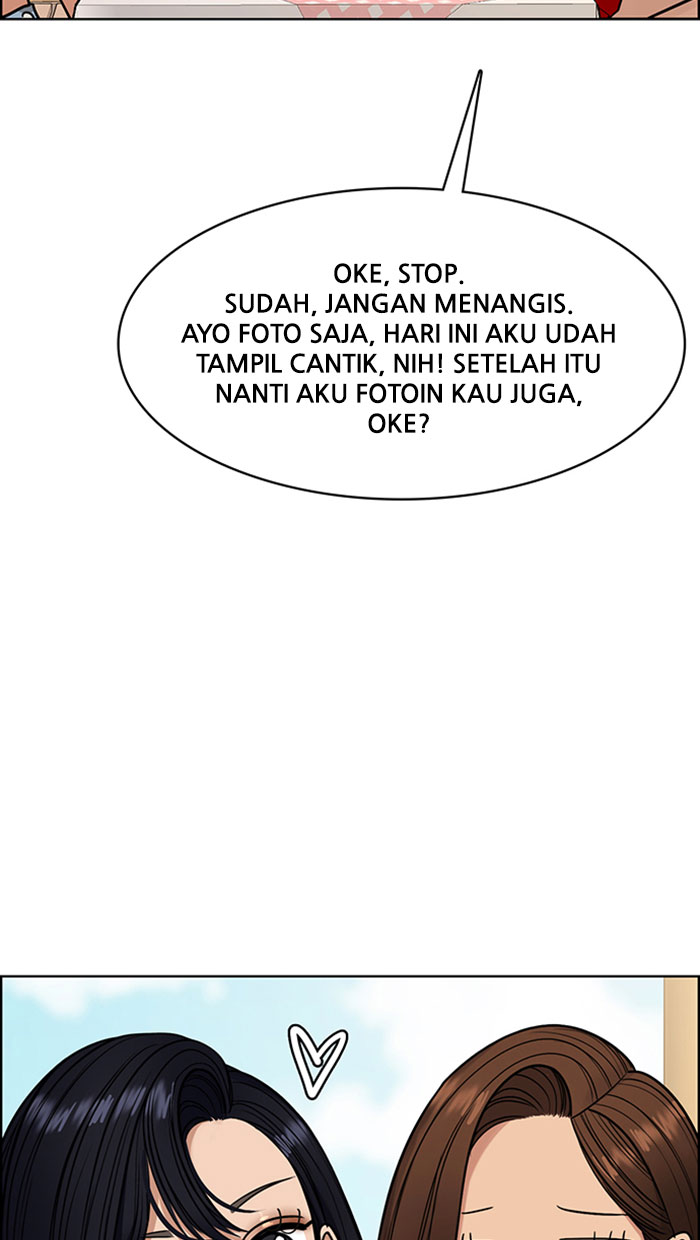 OKE, STOP.
SUDAH, JANGAN MENANGIS.
AYO FOTO SAJA, HARI INI AKU UDAH
TAMPIL CANTIK, NIH! SETELAH ITU
NANTI AKU FOTOIN KAU JUGA,
OKE?